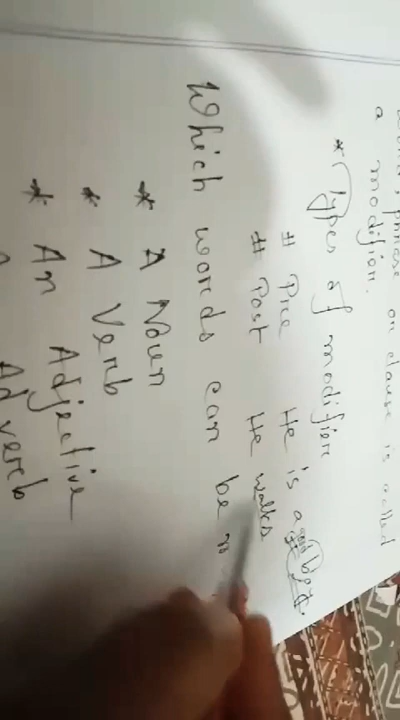 word, phrase or clause is called
a modifier.
* Types of modifier
# Pre He is a
# Post He walks
Which words can be
* A Noun
* A Verb
* An Adjective
Adverb